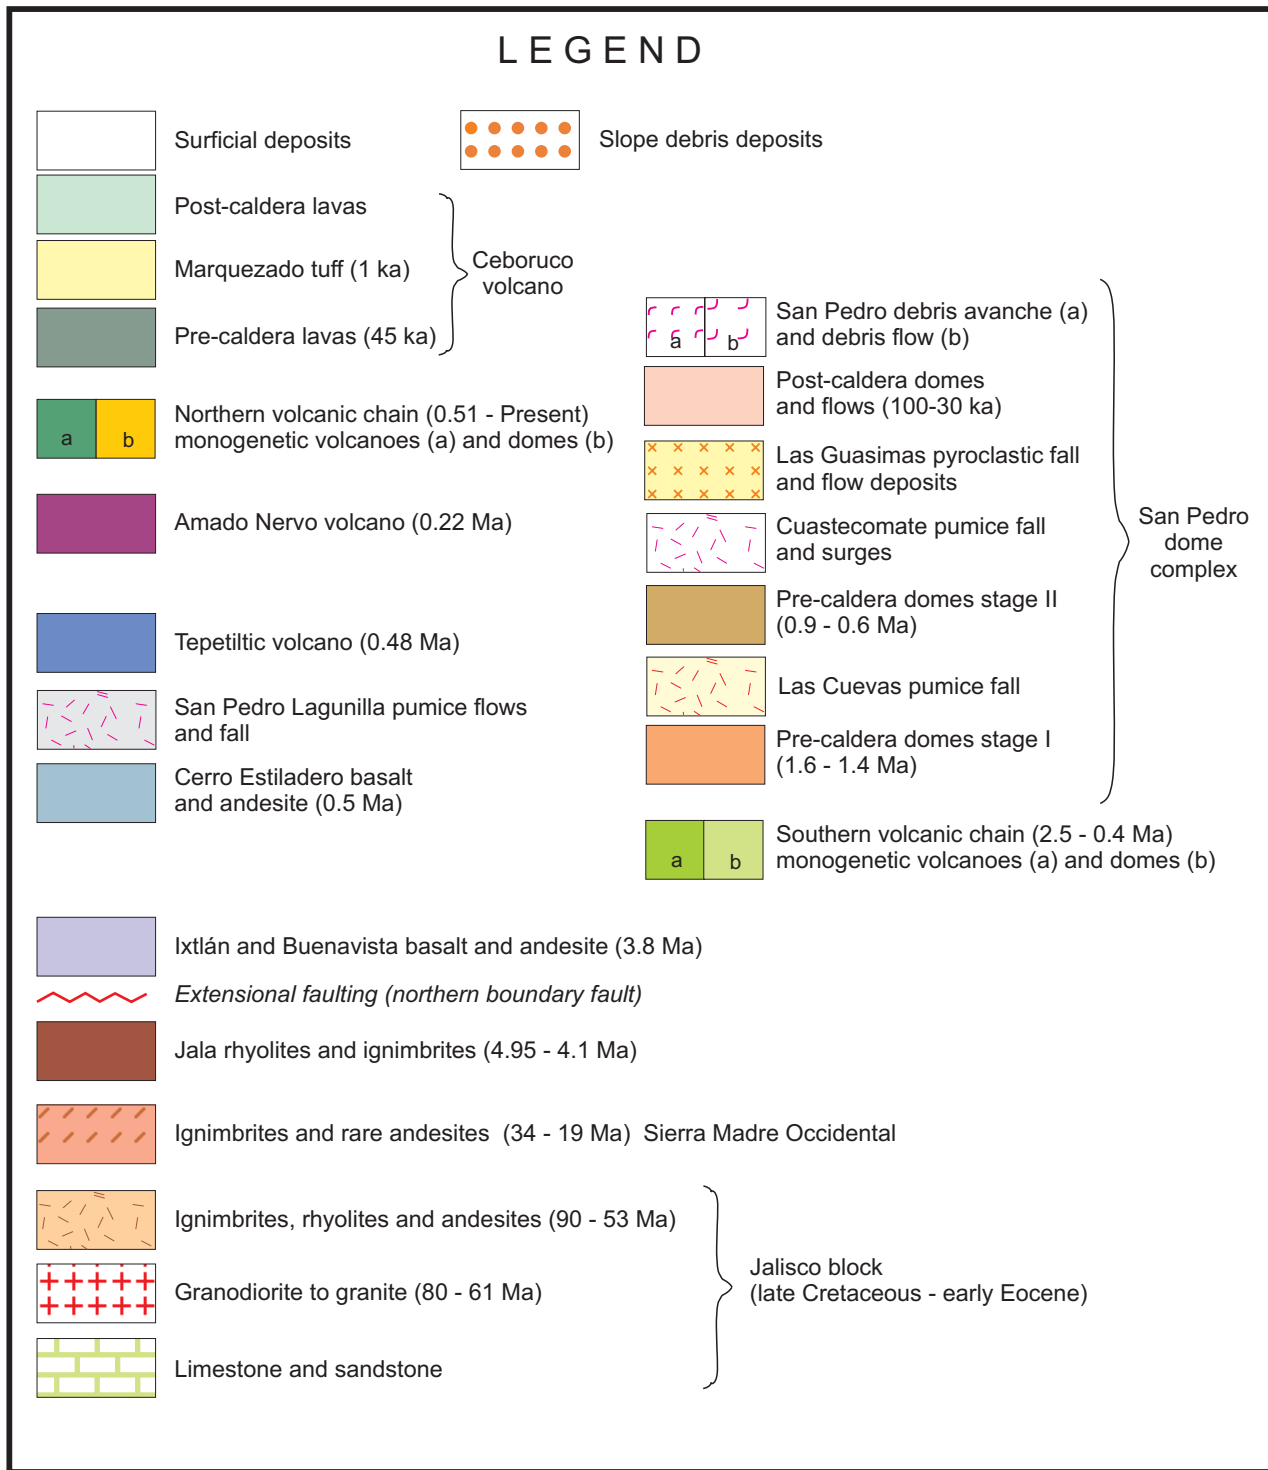 LEGEND
Surficial deposits
Slope debris deposits
Post-caldera lavas
Marquezado tuff (1 ka)
Pre-caldera lavas (45 ka)
Ceboruco
volcano
a b
Northern volcanic chain (0.51 - Present)
monogenetic volcanoes (a) and domes (b)
Amado Nervo volcano (0.22 Ma)
Tepetiltic volcano (0.48 Ma)
San Pedro Lagunilla pumice flows
and fall
Cerro Estiladero basalt
and andesite (0.5 Ma)
a b
San Pedro debris avanche (a)
and debris flow (b)
Post-caldera domes
and flows (100-30 ka)
Las Guasimas pyroclastic fall
and flow deposits
Cuastecomate pumice fall
and surges
Pre-caldera domes stage II
(0.9 - 0.6 Ma)
Las Cuevas pumice fall
Pre-caldera domes stage I
(1.6 - 1.4 Ma)
San Pedro
dome
complex
a b
Southern volcanic chain (2.5 - 0.4 Ma)
monogenetic volcanoes (a) and domes (b)
Ixtlán and Buenavista basalt and andesite (3.8 Ma)
Extensional faulting (northern boundary fault)
Jala rhyolites and ignimbrites (4.95 - 4.1 Ma)
Ignimbrites and rare andesites (34 - 19 Ma) Sierra Madre Occidental
Ignimbrites, rhyolites and andesites (90 - 53 Ma)
Granodiorite to granite (80 - 61 Ma)
Limestone and sandstone
Jalisco block
(late Cretaceous - early Eocene)